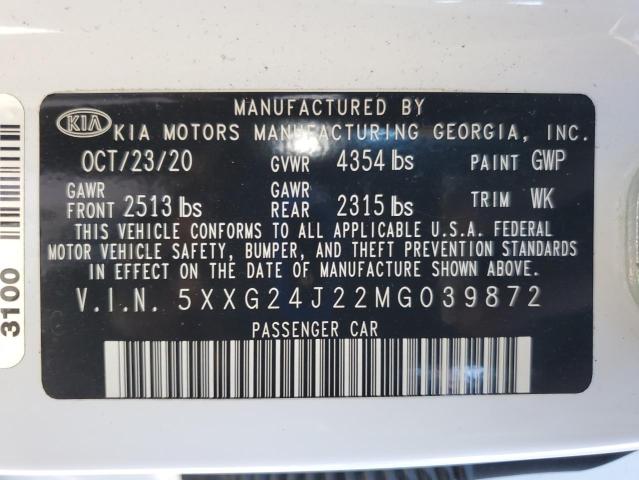 MANUFACTURED BY
KIA KIA MOTORS MANUFACTURING GEORGIA, INC.
OCT/23/20 GVWR 4354 lbs PAINT GWP
GAWR FRONT 2513 lbs GAWR REAR 2315 lbs TRIM WK
THIS VEHICLE CONFORMS TO ALL APPLICABLE U.S.A. FEDERAL
MOTOR VEHICLE SAFETY, BUMPER, AND THEFT PREVENTION STANDARDS
IN EFFECT ON THE DATE OF MANUFACTURE SHOWN ABOVE.
V.I.N. 5XXG24J22MG039872
PASSENGER CAR
3100